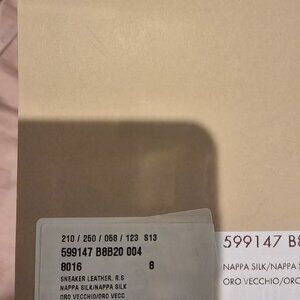 210 / 250 / 058 / 123 S13
599147 B8B20 004
8016 8
SNEAKER LEATHER, R.S
NAPPA SILK/NAPPA SILK
ORO VECCHIO/ORO VECC
599147 B8
NAPPA SILK/NAPPA S
ORO VECCHIO/ORO